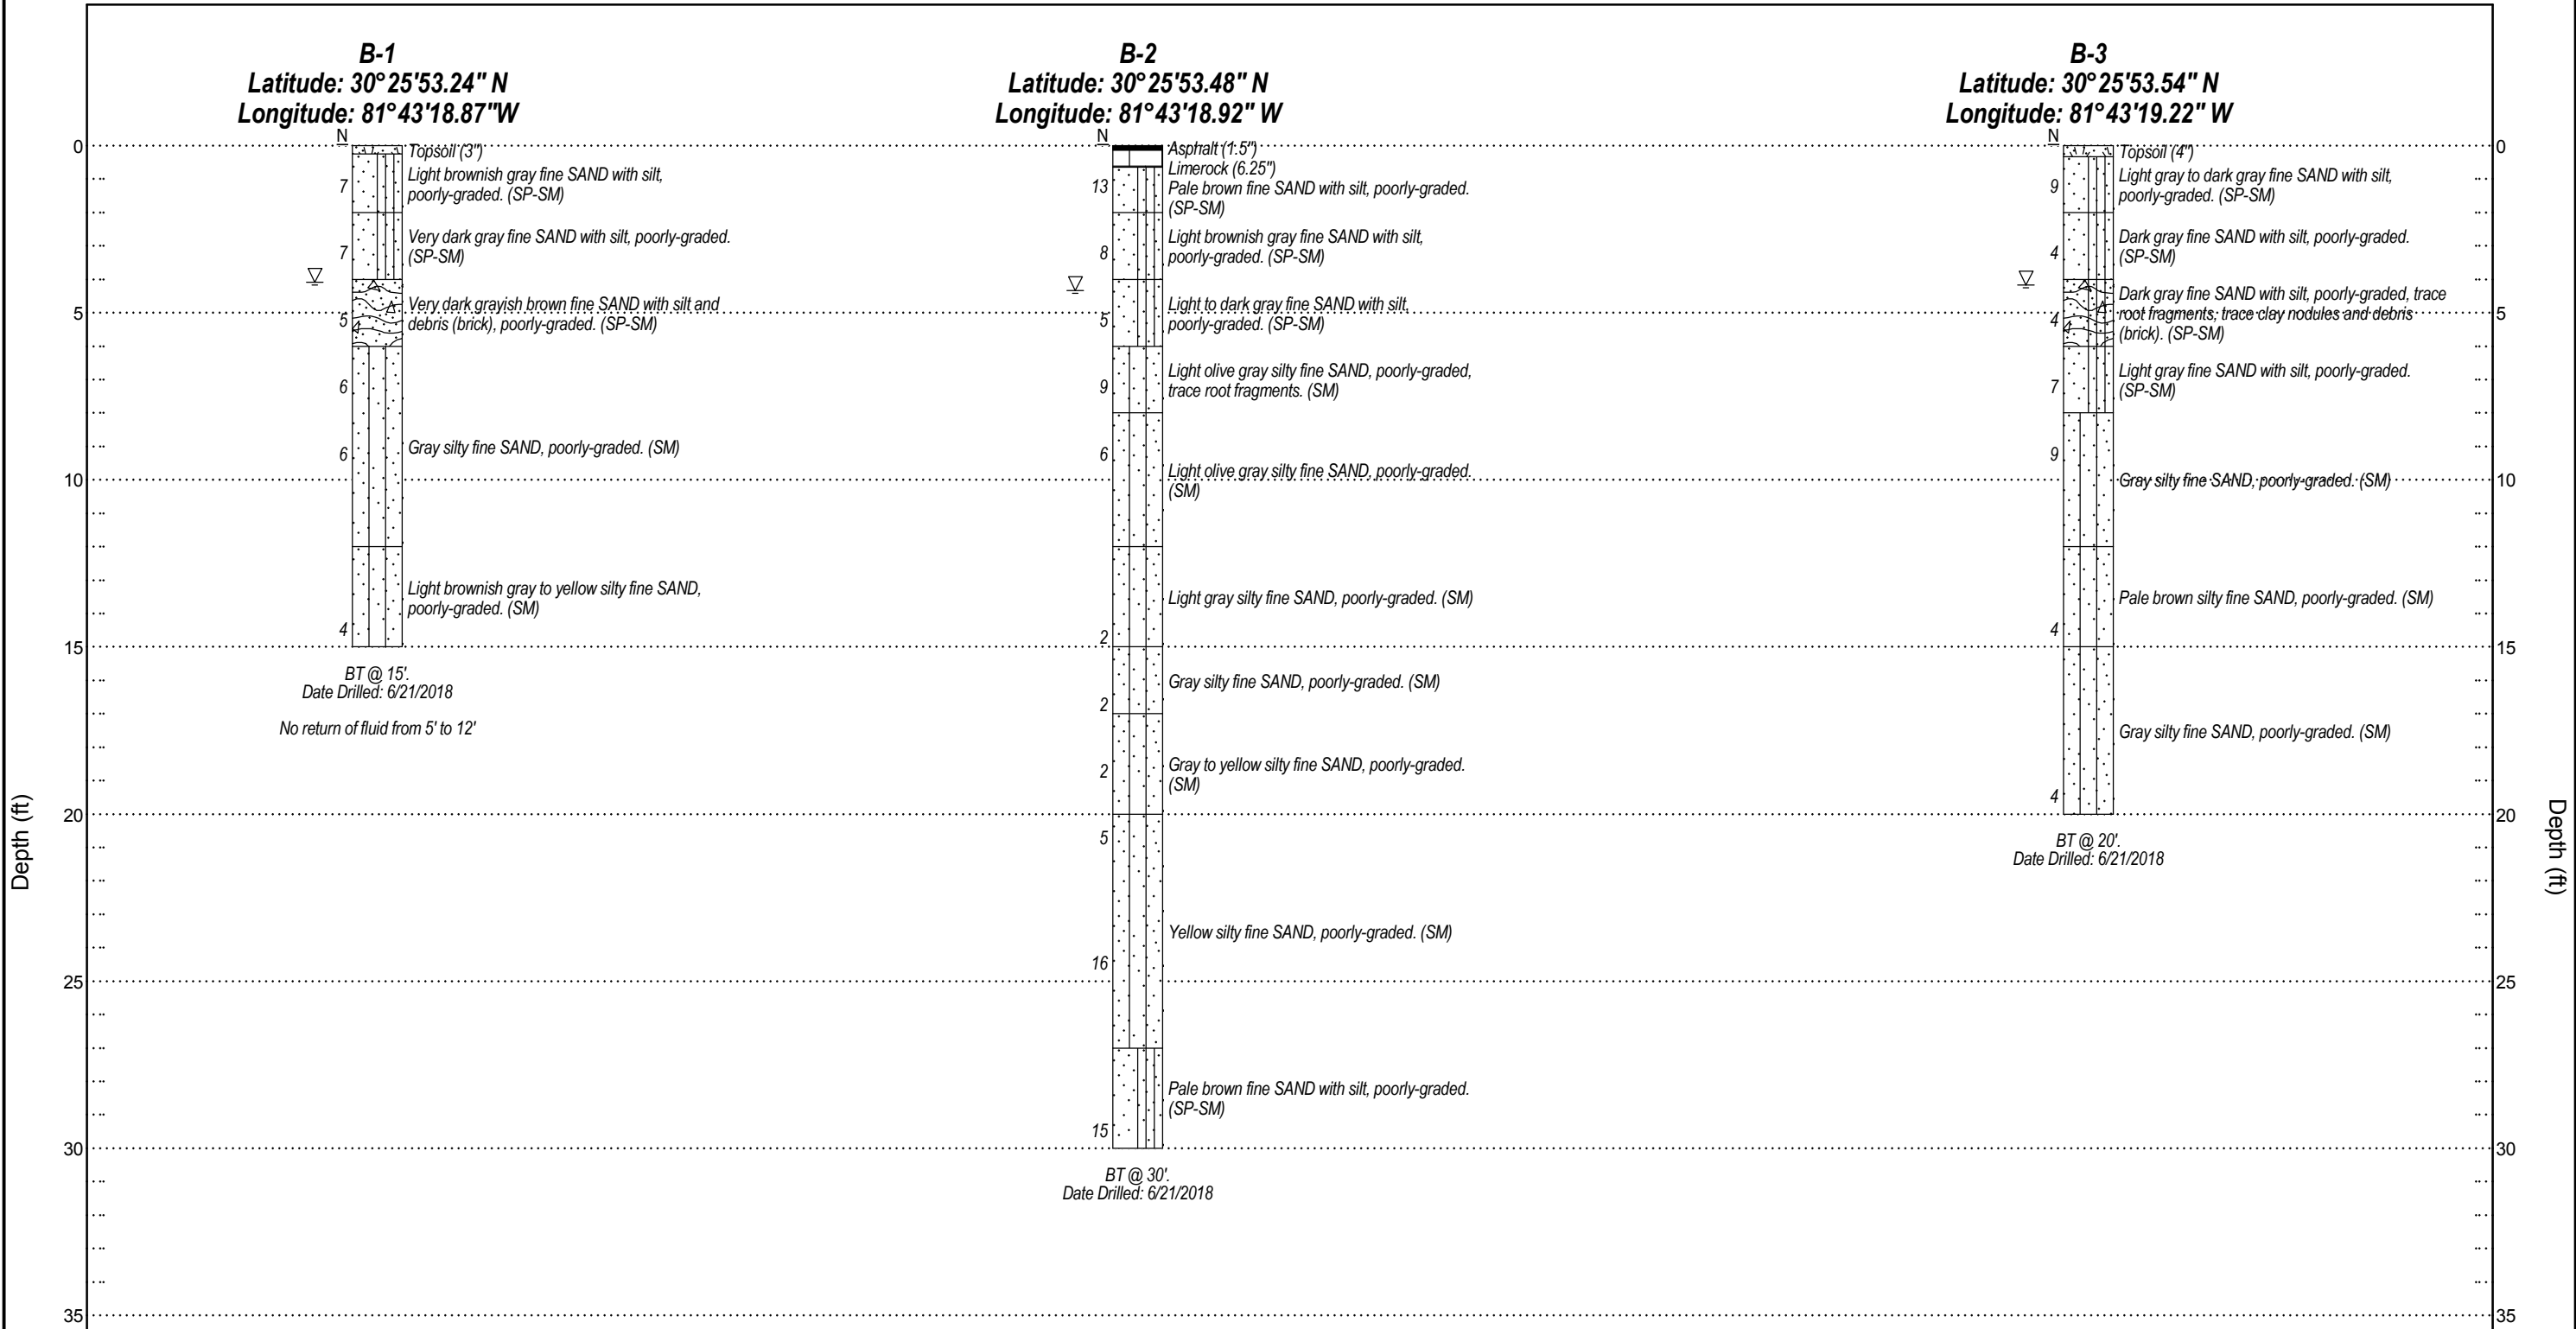 B-1
Latitude: 30°25'53.24" N
Longitude: 81°43'18.87"W
N
Topsoil (3")
7
Light brownish gray fine SAND with silt,
poorly-graded. (SP-SM)
7
Very dark gray fine SAND with silt, poorly-graded.
(SP-SM)
5
Very dark grayish brown fine SAND with silt and
debris (brick), poorly-graded. (SP-SM)
6
6
Gray silty fine SAND, poorly-graded. (SM)
Light brownish gray to yellow silty fine SAND,
poorly-graded. (SM)
4
BT @ 15'.
Date Drilled: 6/21/2018
No return of fluid from 5' to 12'
B-2
Latitude: 30°25'53.48" N
Longitude: 81°43'18.92" W
N
Asphalt (1.5")
Limerock (6.25")
13
Pale brown fine SAND with silt, poorly-graded.
(SP-SM)
8
Light brownish gray fine SAND with silt,
poorly-graded. (SP-SM)
5
Light to dark gray fine SAND with silt,
poorly-graded. (SP-SM)
9
Light olive gray silty fine SAND, poorly-graded,
trace root fragments. (SM)
6
Light olive gray silty fine SAND, poorly-graded.
(SM)
Light gray silty fine SAND, poorly-graded. (SM)
2
Gray silty fine SAND, poorly-graded. (SM)
2
2
Gray to yellow silty fine SAND, poorly-graded.
(SM)
5
Yellow silty fine SAND, poorly-graded. (SM)
16
Pale brown fine SAND with silt, poorly-graded.
(SP-SM)
15
BT @ 30'.
Date Drilled: 6/21/2018
B-3
Latitude: 30°25'53.54" N
Longitude: 81°43'19.22" W
N
Topsoil (4")
9
Light gray to dark gray fine SAND with silt,
poorly-graded. (SP-SM)
4
Dark gray fine SAND with silt, poorly-graded.
(SP-SM)
4
Dark gray fine SAND with silt, poorly-graded, trace
root fragments, trace clay nodules and debris
(brick). (SP-SM)
7
Light gray fine SAND with silt, poorly-graded.
(SP-SM)
9
Gray silty fine SAND, poorly-graded. (SM)
Pale brown silty fine SAND, poorly-graded. (SM)
4
Gray silty fine SAND, poorly-graded. (SM)
4
BT @ 20'.
Date Drilled: 6/21/2018
Depth (ft)
0
5
10
15
20
25
30
35
0
5
10
15
20
25
30
35
Depth (ft)